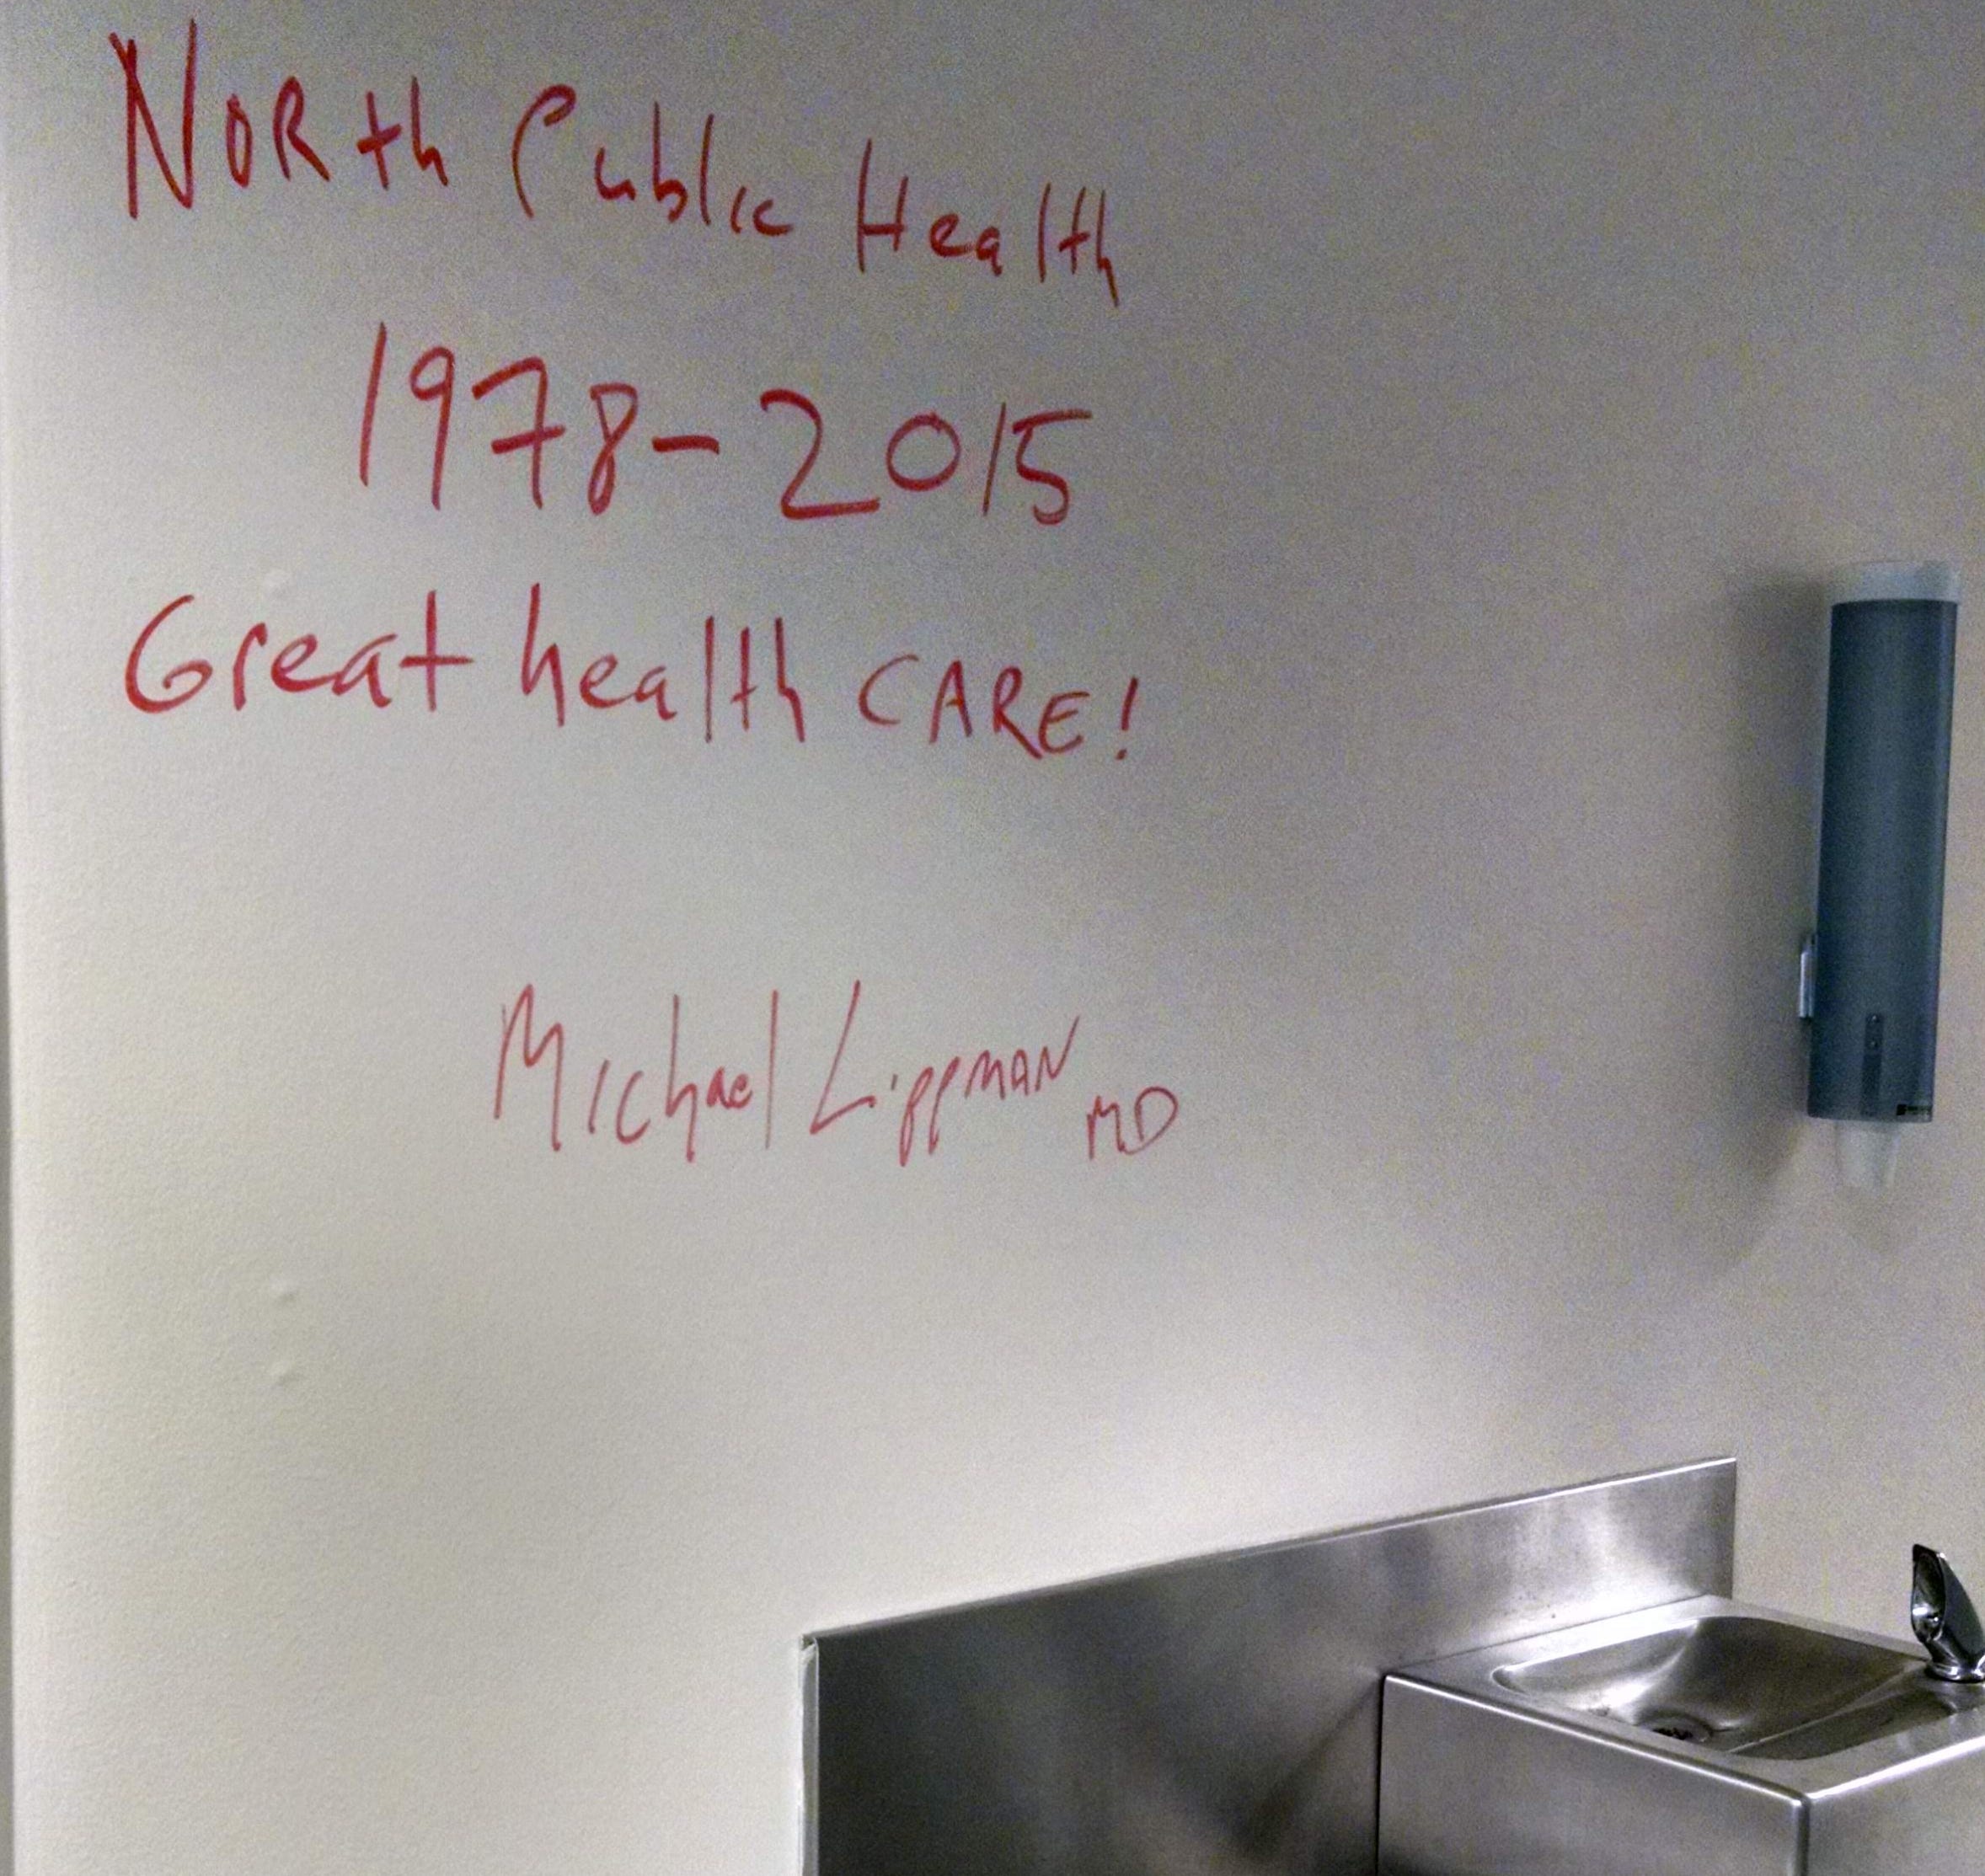 NORth Public Health
1978-2015
Great health CARE!
Michael Lippman MD